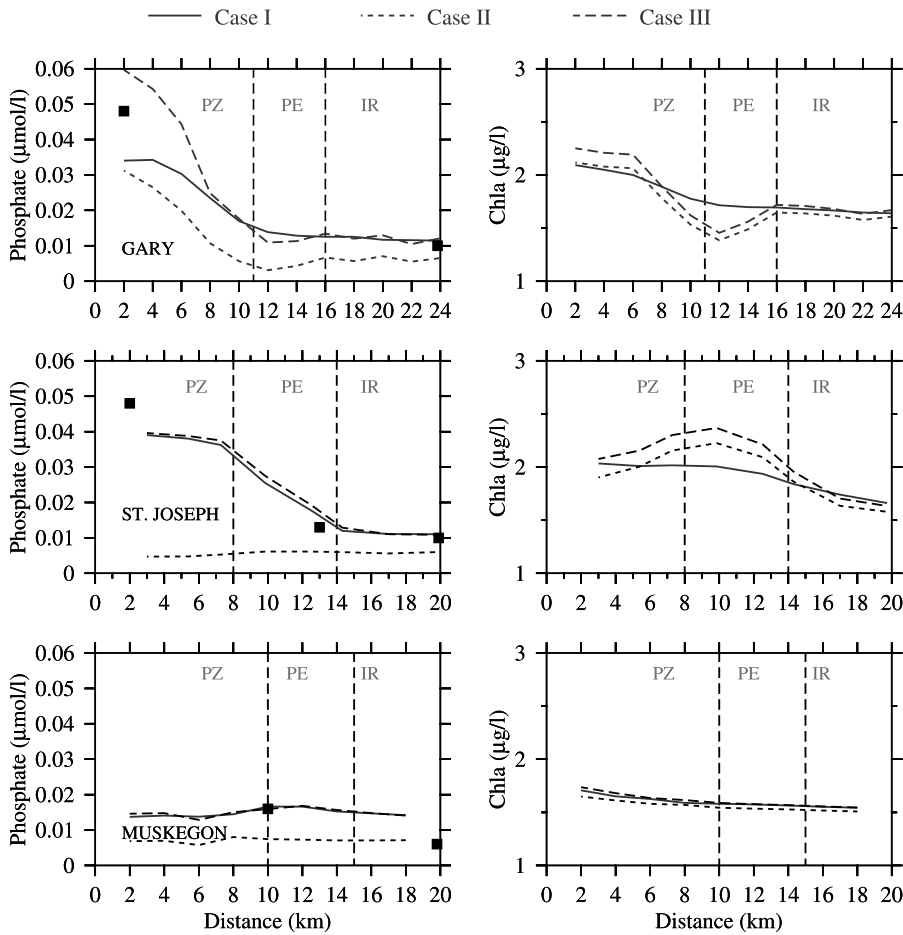 Case I Case II Case III
0.06 0.05 0.04 0.03 0.02 0.01 0
Phosphate (µmol/l)
PZ PE IR
GARY
0 2 4 6 8 10 12 14 16 18 20 22 24
3 2 1
Chla (µg/l)
PZ PE IR
0 2 4 6 8 10 12 14 16 18 20 22 24
0.06 0.05 0.04 0.03 0.02 0.01 0
Phosphate (µmol/l)
PZ PE IR
ST. JOSEPH
0 2 4 6 8 10 12 14 16 18 20
3 2 1
Chla (µg/l)
PZ PE IR
0 2 4 6 8 10 12 14 16 18 20
0.06 0.05 0.04 0.03 0.02 0.01 0
Phosphate (µmol/l)
PZ PE IR
MUSKEGON
0 2 4 6 8 10 12 14 16 18 20
Distance (km)
3 2 1
Chla (µg/l)
PZ PE IR
0 2 4 6 8 10 12 14 16 18 20
Distance (km)